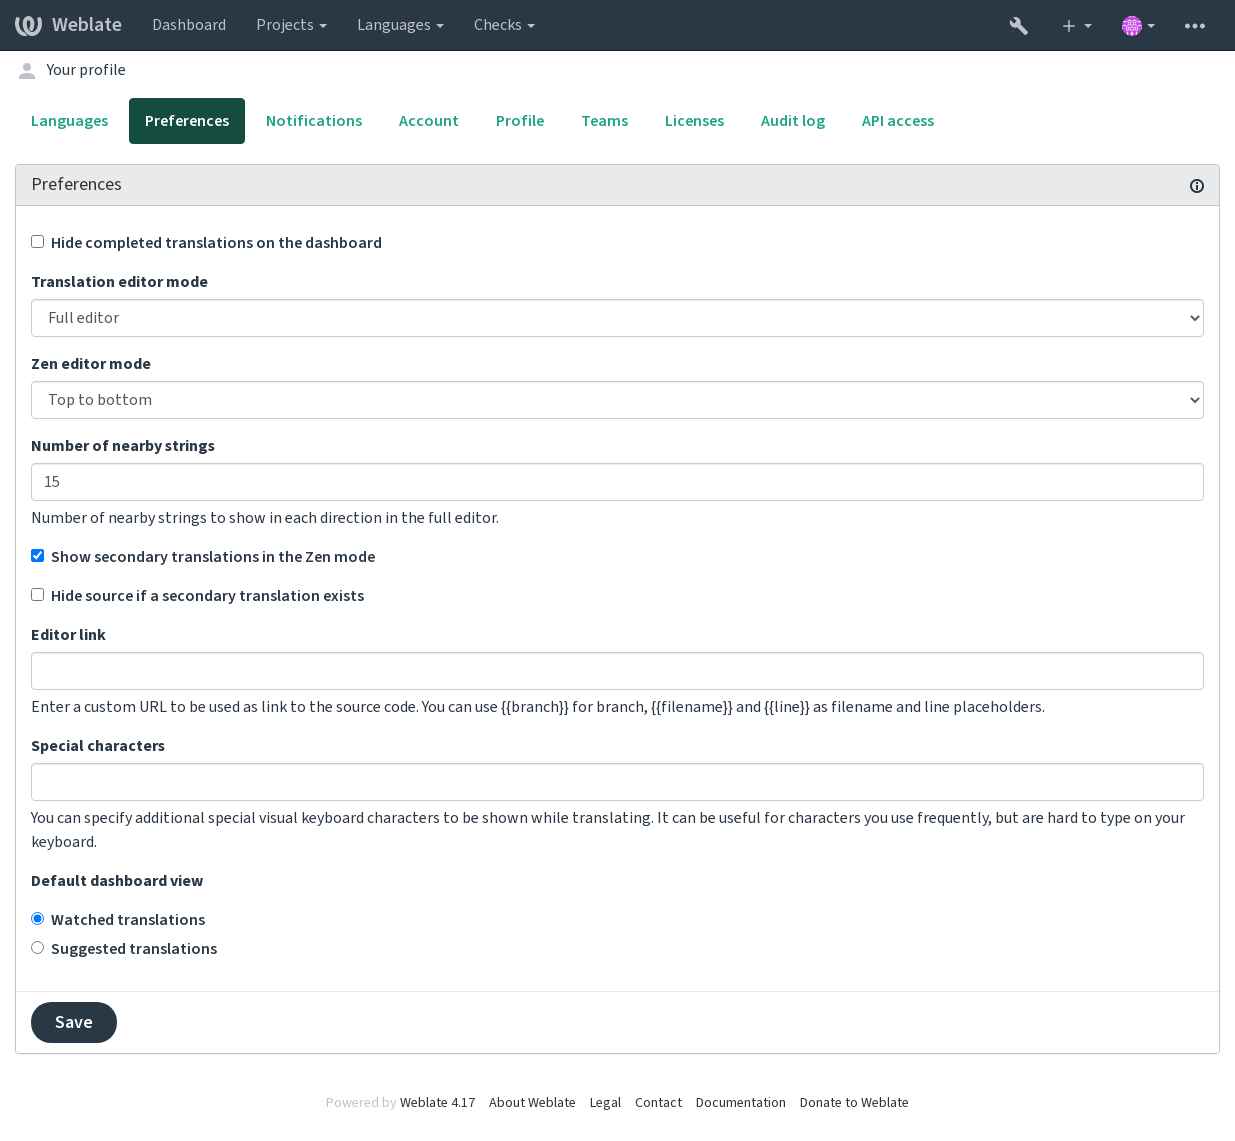 Weblate Dashboard Projects Languages Checks
Your profile
Languages Preferences Notifications Account Profile Teams Licenses Audit log API access
Preferences
Hide completed translations on the dashboard
Translation editor mode
Full editor
Zen editor mode
Top to bottom
Number of nearby strings
15
Number of nearby strings to show in each direction in the full editor.
Show secondary translations in the Zen mode
Hide source if a secondary translation exists
Editor link
Enter a custom URL to be used as link to the source code. You can use {{branch}} for branch, {{filename}} and {{line}} as filename and line placeholders.
Special characters
You can specify additional special visual keyboard characters to be shown while translating. It can be useful for characters you use frequently, but are hard to type on your
keyboard.
Default dashboard view
Watched translations
Suggested translations
Save
Powered by Weblate 4.17 About Weblate Legal Contact Documentation Donate to Weblate